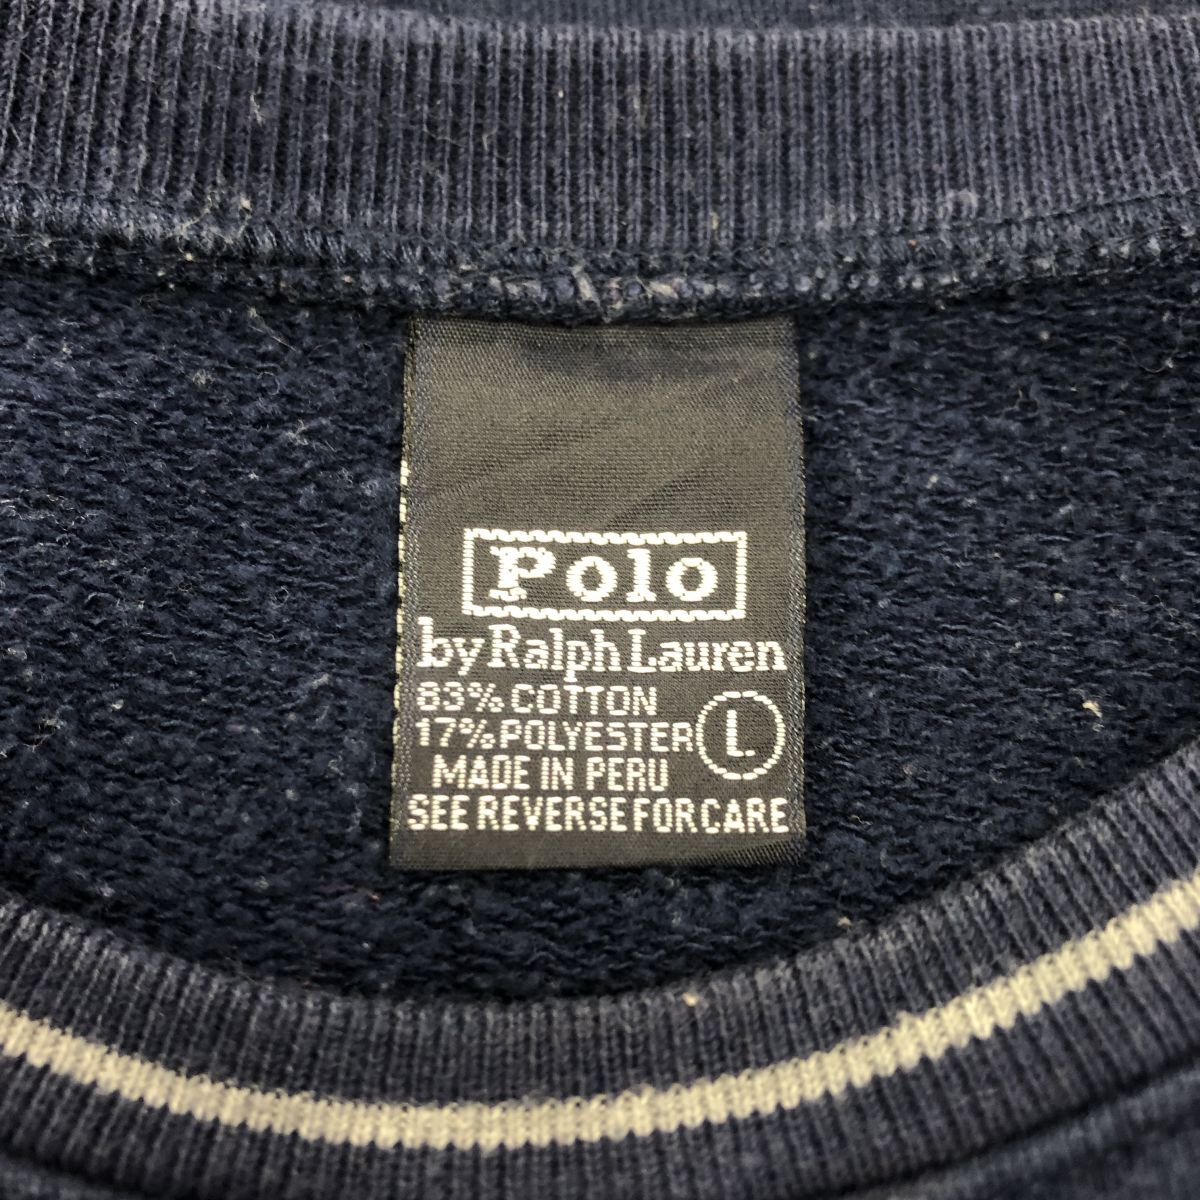 Polo
by Ralph Lauren
83% COTTON
17% POLYESTER L
MADE IN PERU
SEE REVERSE FOR CARE